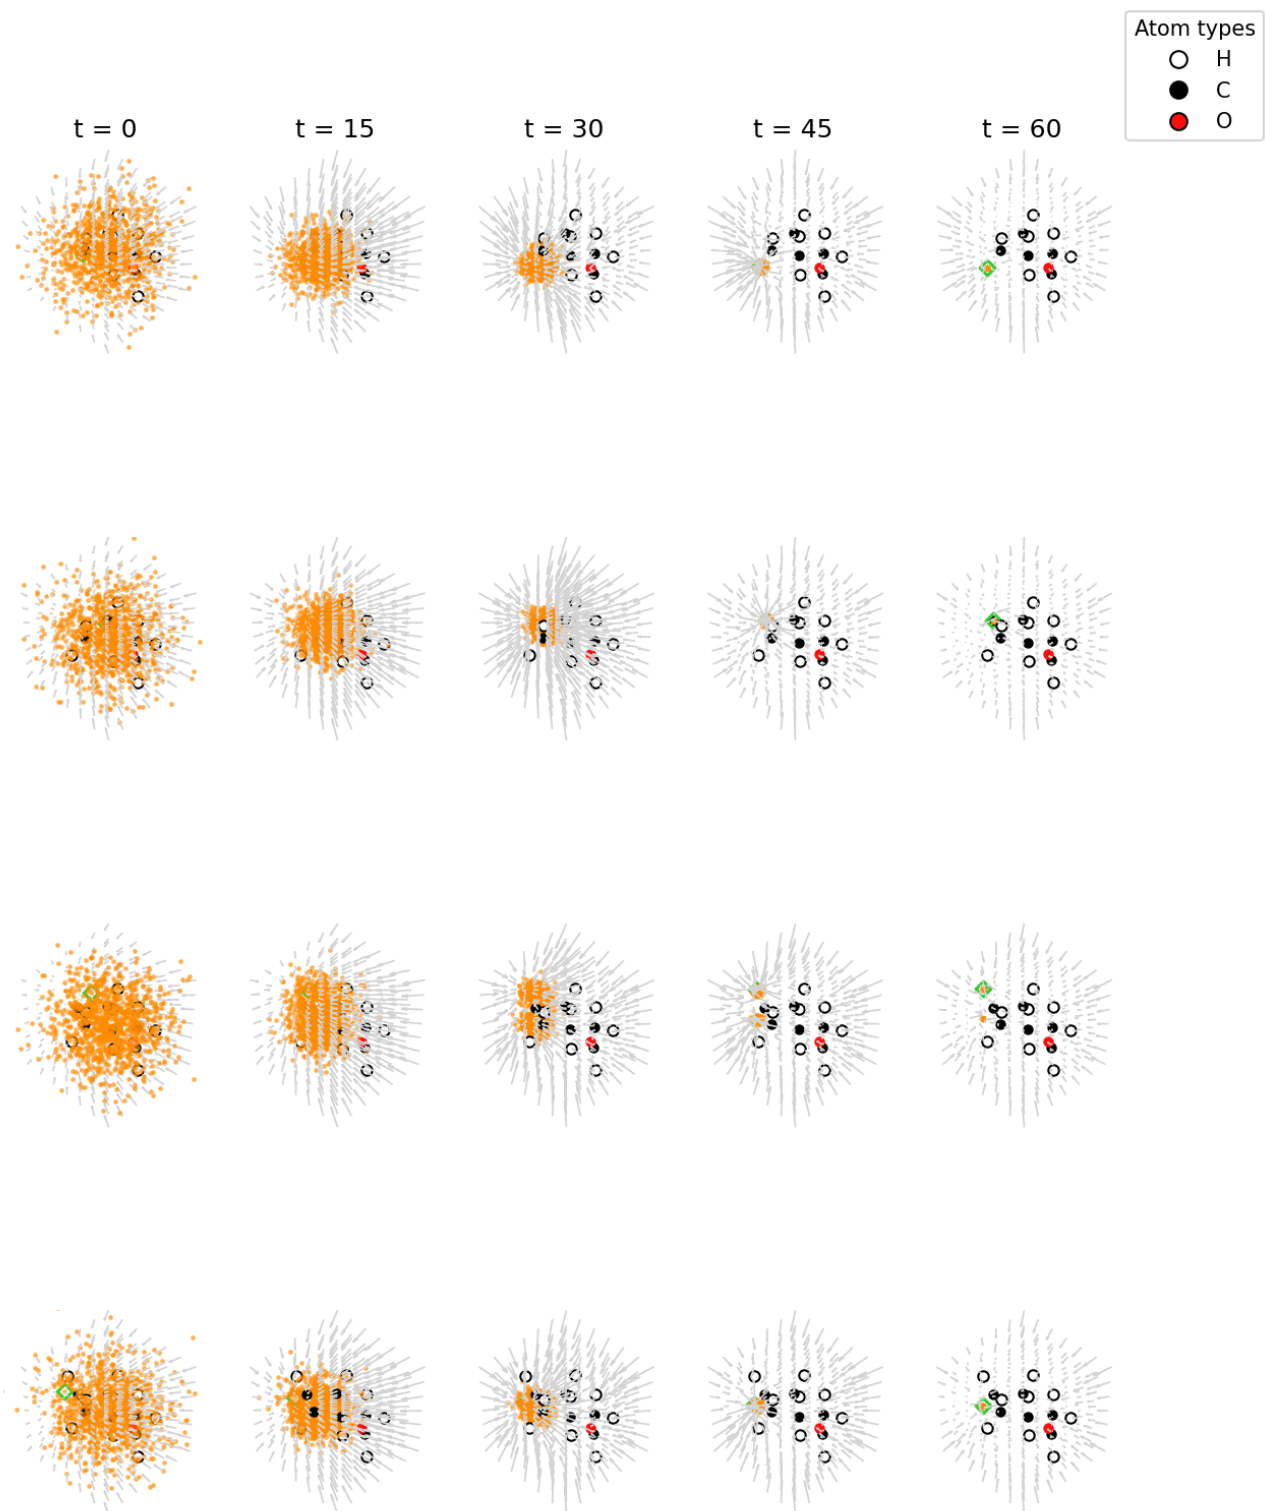 Atom types
H
C
O
t = 0
t = 15
t = 30
t = 45
t = 60